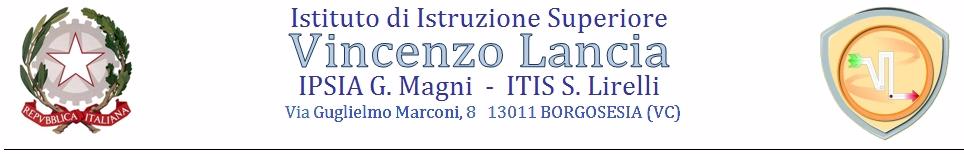 Istituto di Istruzione Superiore
Vincenzo Lancia
IPSIA G. Magni - ITIS S. Lirelli
Via Guglielmo Marconi, 8 13011 BORGOSESIA (VC)
REPVBBLICA ITALIANA
VL